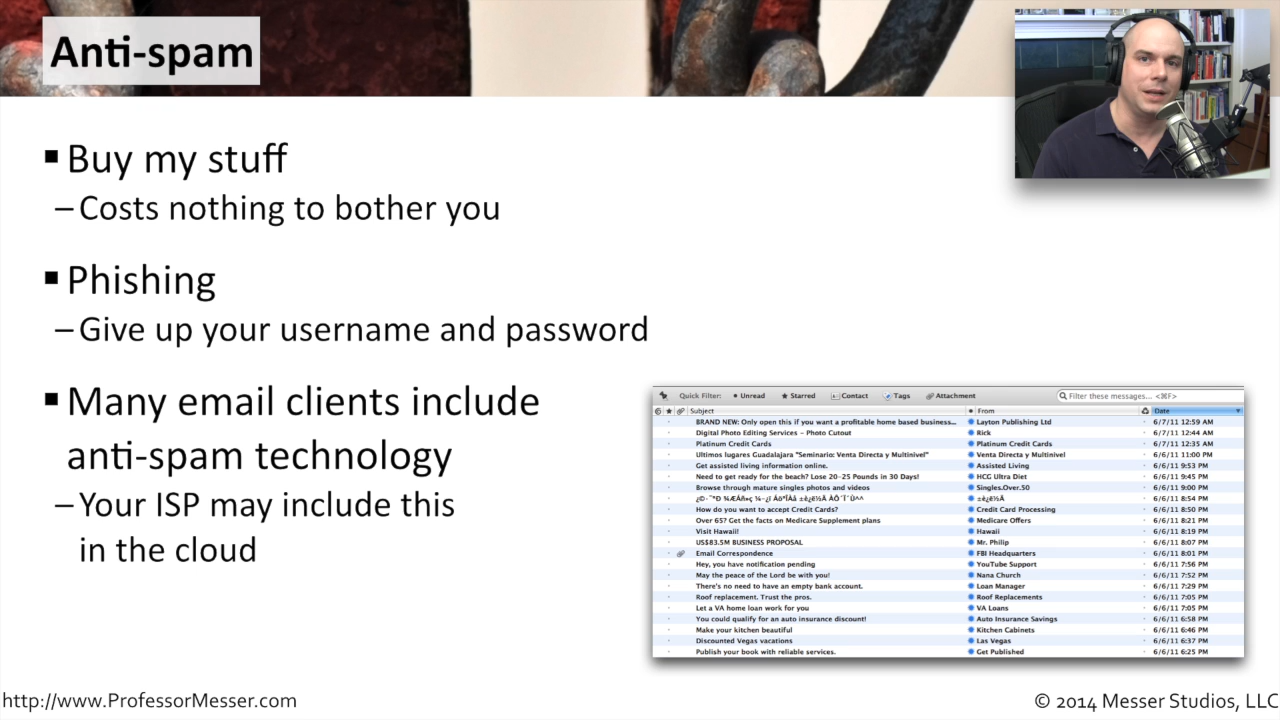 Anti-spam
▪ Buy my stuff
– Costs nothing to bother you
▪ Phishing
– Give up your username and password
▪ Many email clients include
anti-spam technology
– Your ISP may include this
in the cloud
Quick Filter: Unread Starred Contact Tags Attachment Filter these messages... <⌘F>
Subject From Date
BRAND NEW: Only open this if you want a profitable home based business... Layton Publishing Ltd 6/7/11 12:59 AM
Digital Photo Editing Services - Photo Cutout Rick 6/7/11 12:44 AM
Platinum Credit Cards Platinum Credit Cards 6/7/11 12:35 AM
Ultimos lugares Guadalajara "Seminario: Venta Directa y Multinivel" Venta Directa y Multinivel 6/6/11 11:00 PM
Get assisted living information online. Assisted Living 6/6/11 9:53 PM
Need to get ready for the beach? Lose 20-25 Pounds in 30 Days! HCG Ultra Diet 6/6/11 9:45 PM
Browse through mature singles photos and videos Singles.Over.50 6/6/11 9:00 PM
6/6/11 8:54 PM
How do you want to accept Credit Cards? Credit Card Processing 6/6/11 8:50 PM
Over 65? Get the facts on Medicare Supplement plans Medicare Offers 6/6/11 8:21 PM
Visit Hawaii! Hawaii 6/6/11 8:19 PM
US$83.5M BUSINESS PROPOSAL Mr. Philip 6/6/11 8:07 PM
Email Correspondence FBI Headquarters 6/6/11 8:01 PM
Hey, you have notification pending YouTube Support 6/6/11 7:56 PM
May the peace of the Lord be with you! Nana Church 6/6/11 7:52 PM
There's no need to have an empty bank account. Loan Manager 6/6/11 7:29 PM
Roof replacement. Trust the pros. Roof Replacements 6/6/11 7:05 PM
Let a VA home loan work for you VA Loans 6/6/11 7:05 PM
You could qualify for an auto insurance discount! Auto Insurance Savings 6/6/11 6:58 PM
Make your kitchen beautiful Kitchen Cabinets 6/6/11 6:46 PM
Discounted Vegas vacations Las Vegas 6/6/11 6:37 PM
Publish your book with reliable services. Get Published 6/6/11 6:25 PM
http://www.ProfessorMesser.com
© 2014 Messer Studios, LLC